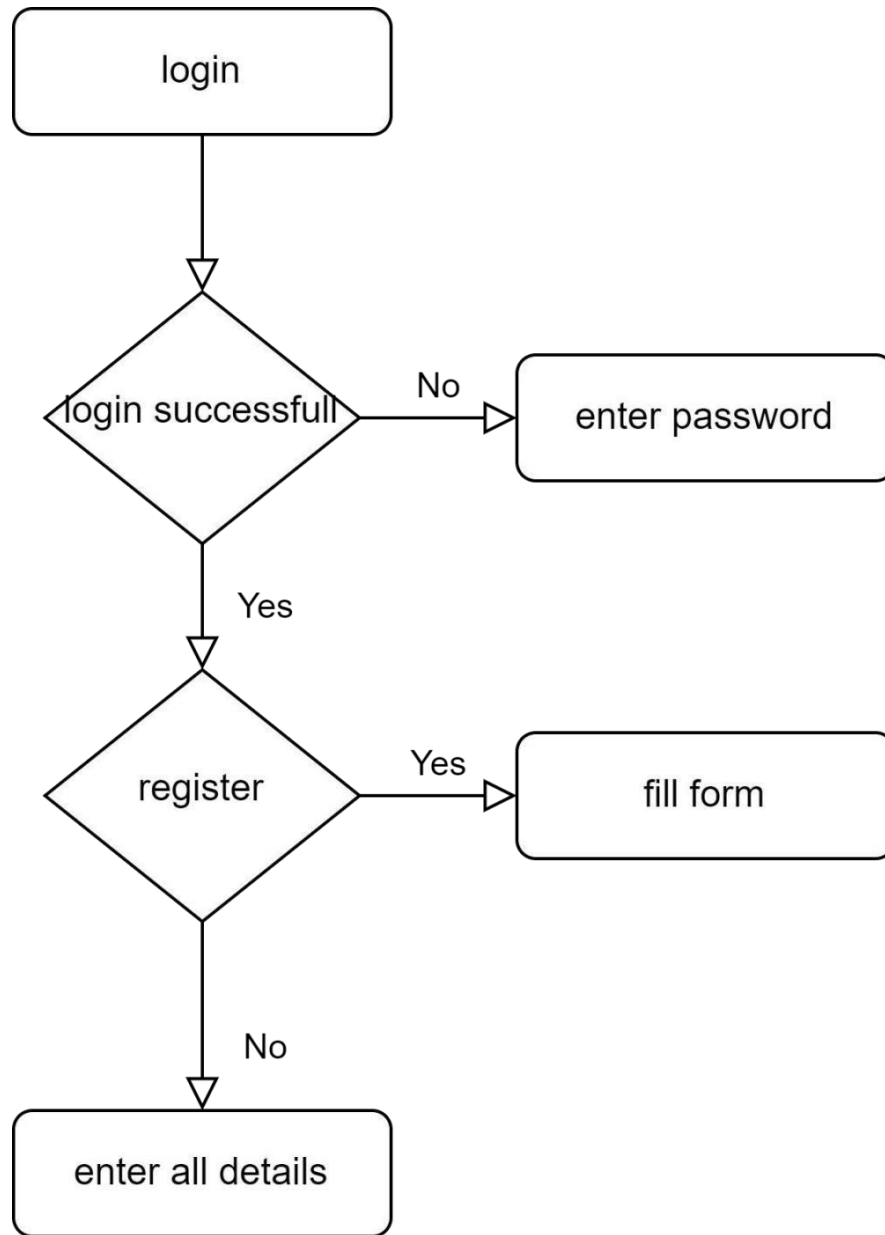 login
login successfull
No
enter password
Yes
register
Yes
fill form
No
enter all details